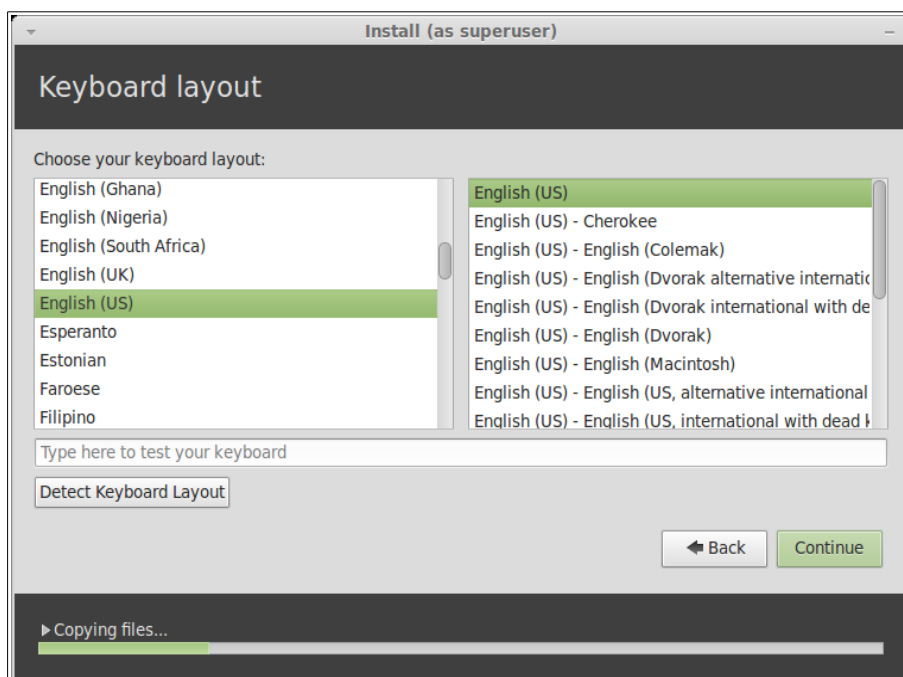 Install (as superuser)
Keyboard layout
Choose your keyboard layout:
English (Ghana)
English (Nigeria)
English (South Africa)
English (UK)
English (US)
Esperanto
Estonian
Faroese
Filipino
English (US)
English (US) - Cherokee
English (US) - English (Colemak)
English (US) - English (Dvorak alternative internatic
English (US) - English (Dvorak international with de
English (US) - English (Dvorak)
English (US) - English (Macintosh)
English (US) - English (US, alternative international
English (US) - English (US, international with dead k
Type here to test your keyboard
Detect Keyboard Layout
Back
Continue
Copying files...